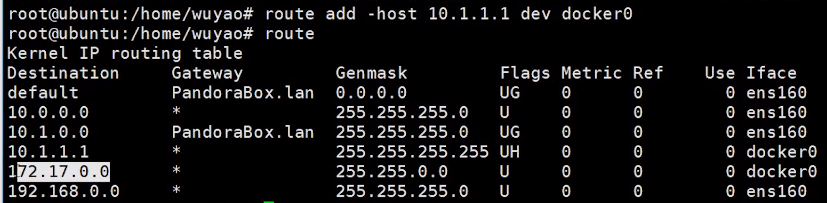 root@ubuntu:/home/wuyao# route add -host 10.1.1.1 dev docker0
root@ubuntu:/home/wuyao# route
Kernel IP routing table
Destination Gateway Genmask Flags Metric Ref Use Iface
default PandoraBox.lan 0.0.0.0 UG 0 0 0 ens160
10.0.0.0 * 255.255.255.0 U 0 0 0 ens160
10.1.0.0 PandoraBox.lan 255.255.255.0 UG 0 0 0 ens160
10.1.1.1 * 255.255.255.255 UH 0 0 0 docker0
172.17.0.0 * 255.255.0.0 U 0 0 0 docker0
192.168.0.0 * 255.255.255.0 U 0 0 0 ens160